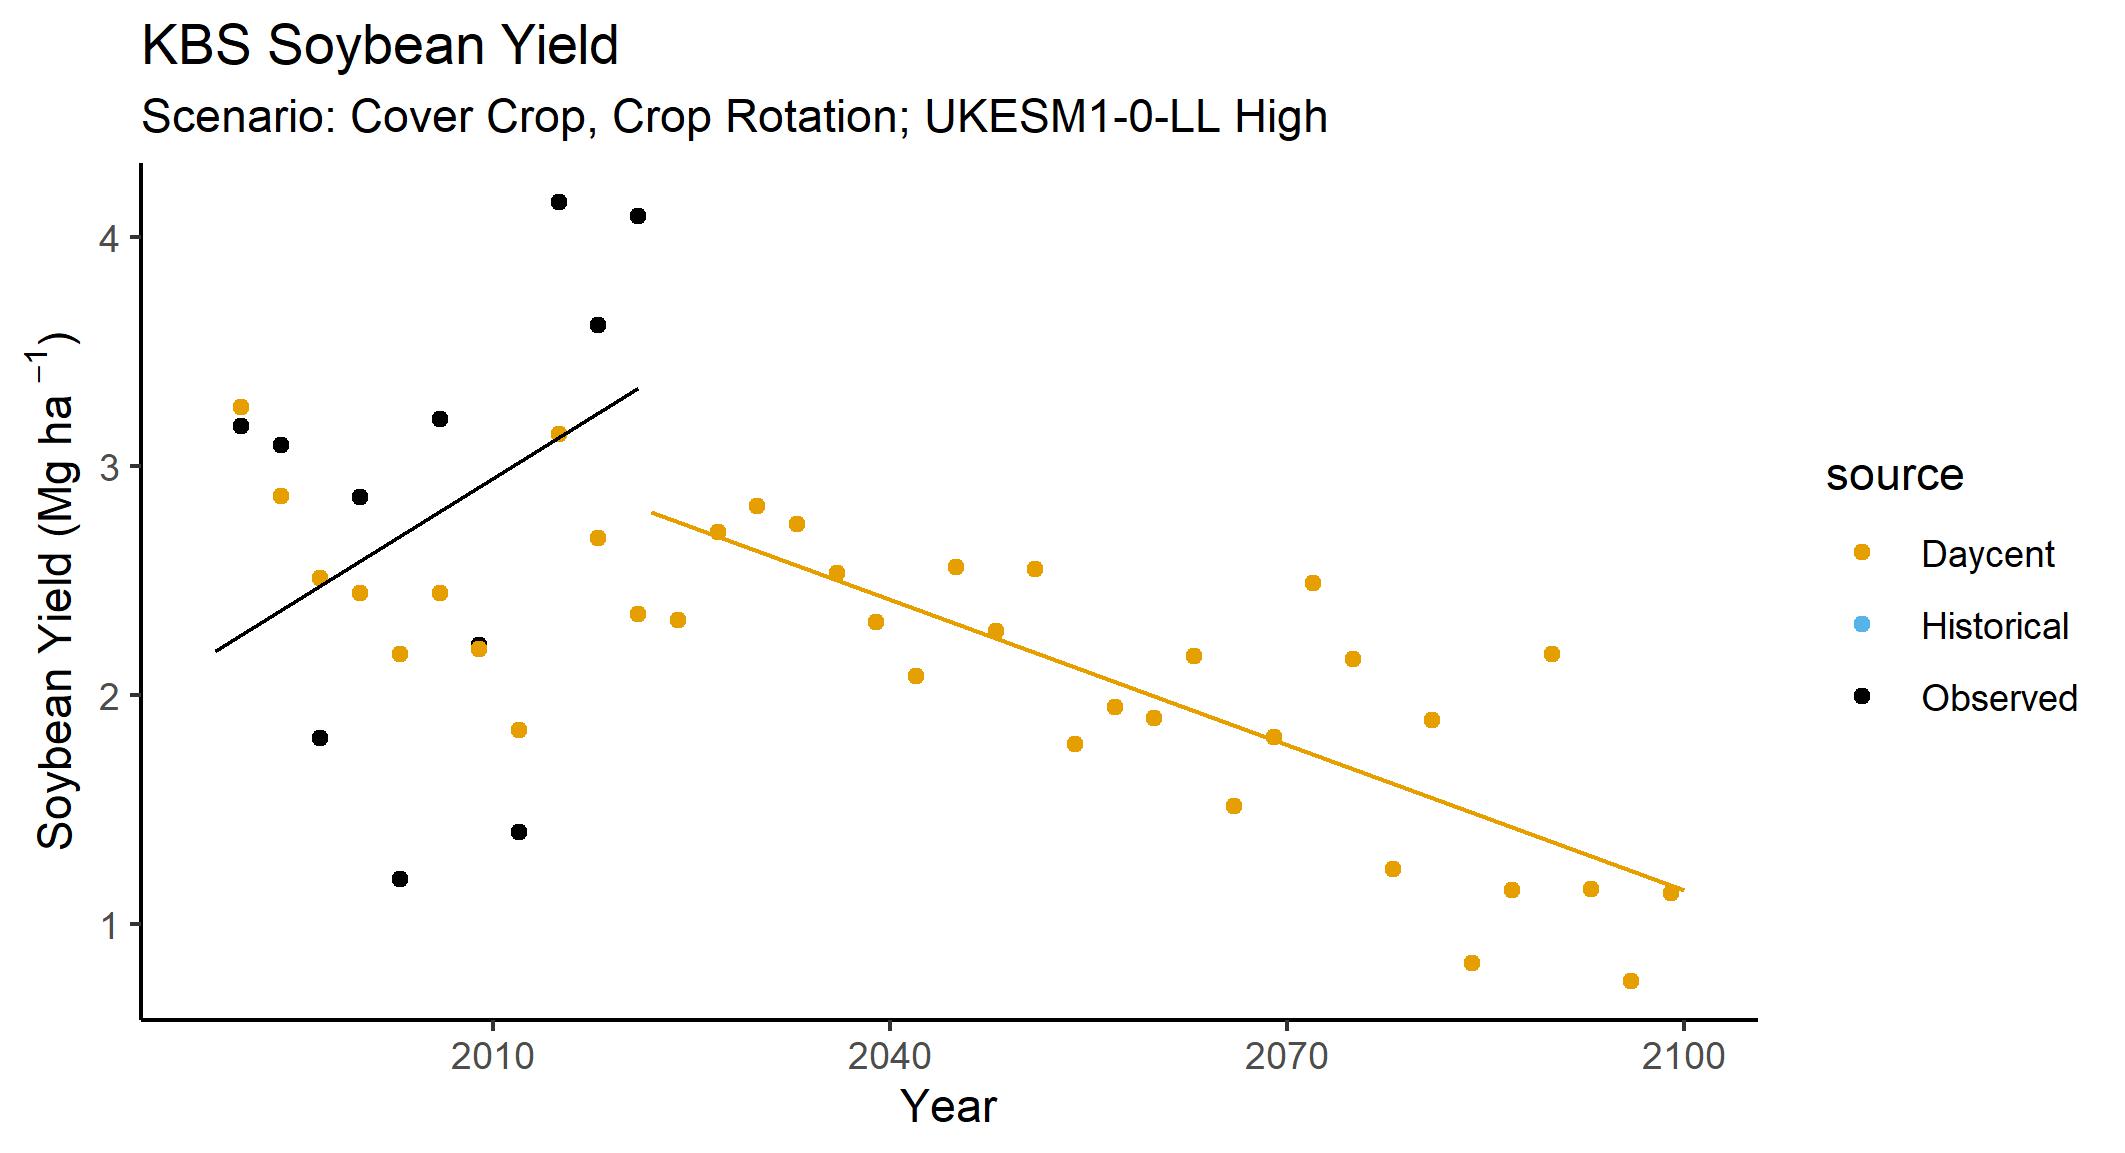 KBS Soybean Yield
Scenario: Cover Crop, Crop Rotation; UKESM1-0-LL High
Soybean Yield (Mg ha −1)
4
3
2
1
2010 2040 2070 2100
Year
source
Daycent
Historical
Observed